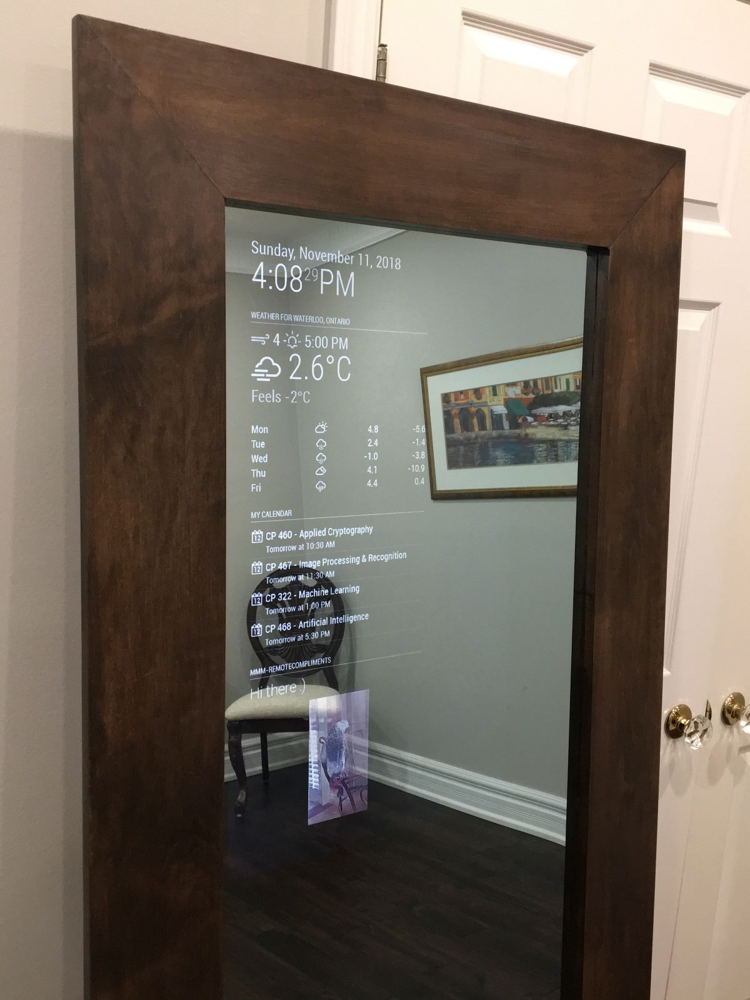 Sunday, November 11, 2018
4:08 29 PM
WEATHER FOR WATERLOO, ONTARIO
4 5:00 PM
2.6°C
Feels -2°C
Mon 4.8 -5.6
Tue 2.4 -1.4
Wed -1.0 -3.8
Thu 4.1 -10.9
Fri 4.4 0.4
MY CALENDAR
12 CP 460 - Applied Cryptography
Tomorrow at 10:30 AM
12 CP 467 - Image Processing & Recognition
Tomorrow at 11:30 AM
12 CP 322 - Machine Learning
Tomorrow at 1:00 PM
12 CP 468 - Artificial Intelligence
Tomorrow at 5:30 PM
MMM-REMOTECOMPLIMENTS
Hi there :)